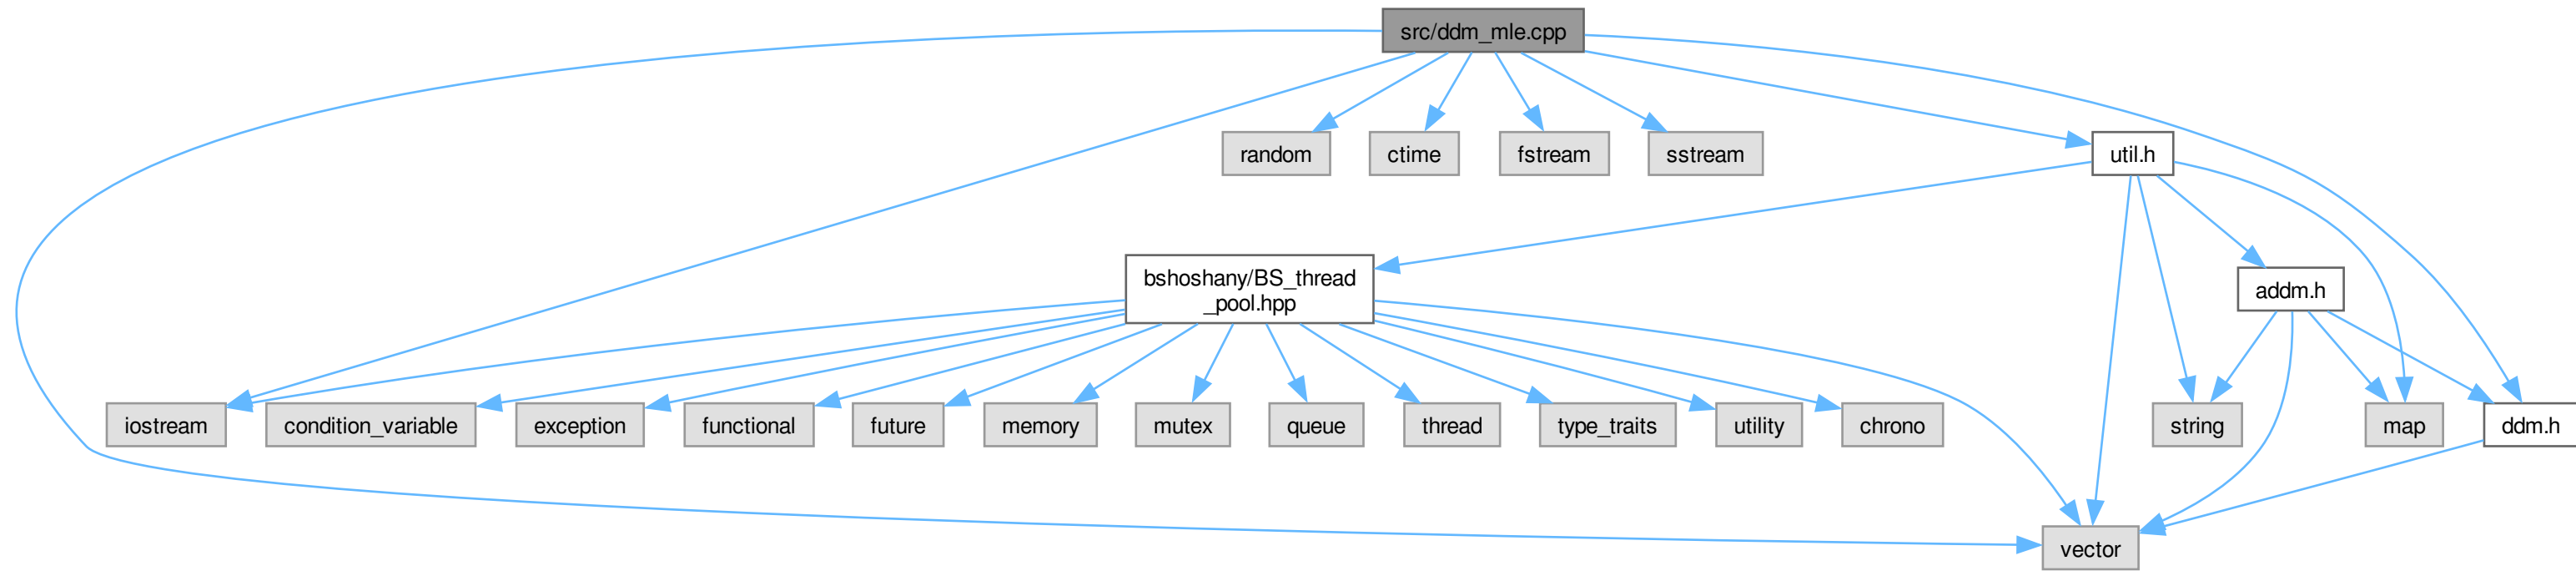 src/ddm_mle.cpp
random
ctime
fstream
sstream
util.h
bshoshany/BS_thread
_pool.hpp
addm.h
iostream
condition_variable
exception
functional
future
memory
mutex
queue
thread
type_traits
utility
chrono
string
map
ddm.h
vector